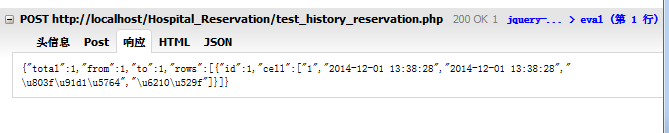 POST http://localhost/Hospital_Reservation/test_history_reservation.php 200 OK 1 jquery-... > eval (第 1 行)
头信息 Post 响应 HTML JSON
{"total":1,"from":1,"to":1,"rows":[{"id":1,"cell":["1","2014-12-01 13:38:28","2014-12-01 13:38:28","
\u803f\u91d1\u5764","\u6210\u529f"]}]}